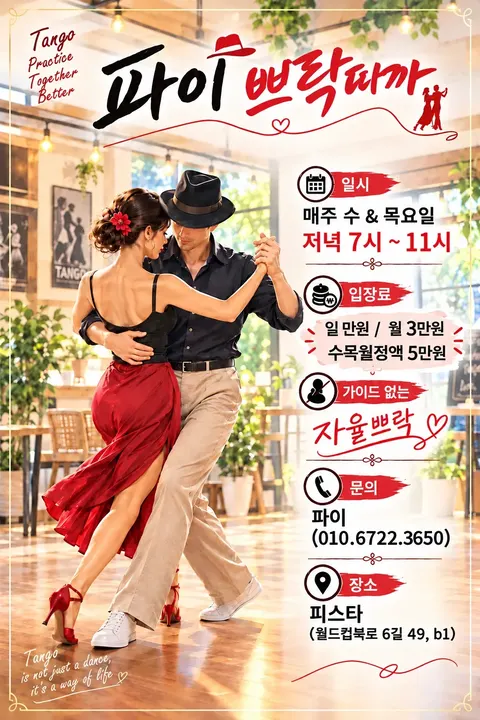 Tango
Practice
Together
Better
파이 쁘락따까
일시
매주 수 & 목요일
저녁 7시 ~ 11시
입장료
일 만원 / 월 3만원
수목월정액 5만원
가이드 없는
자율쁘락
문의
파이
(010.6722.3650)
장소
피스타
(월드컵북로 6길 49, b1)
TANGO
Tango
is not just a dance,
it's a way of life